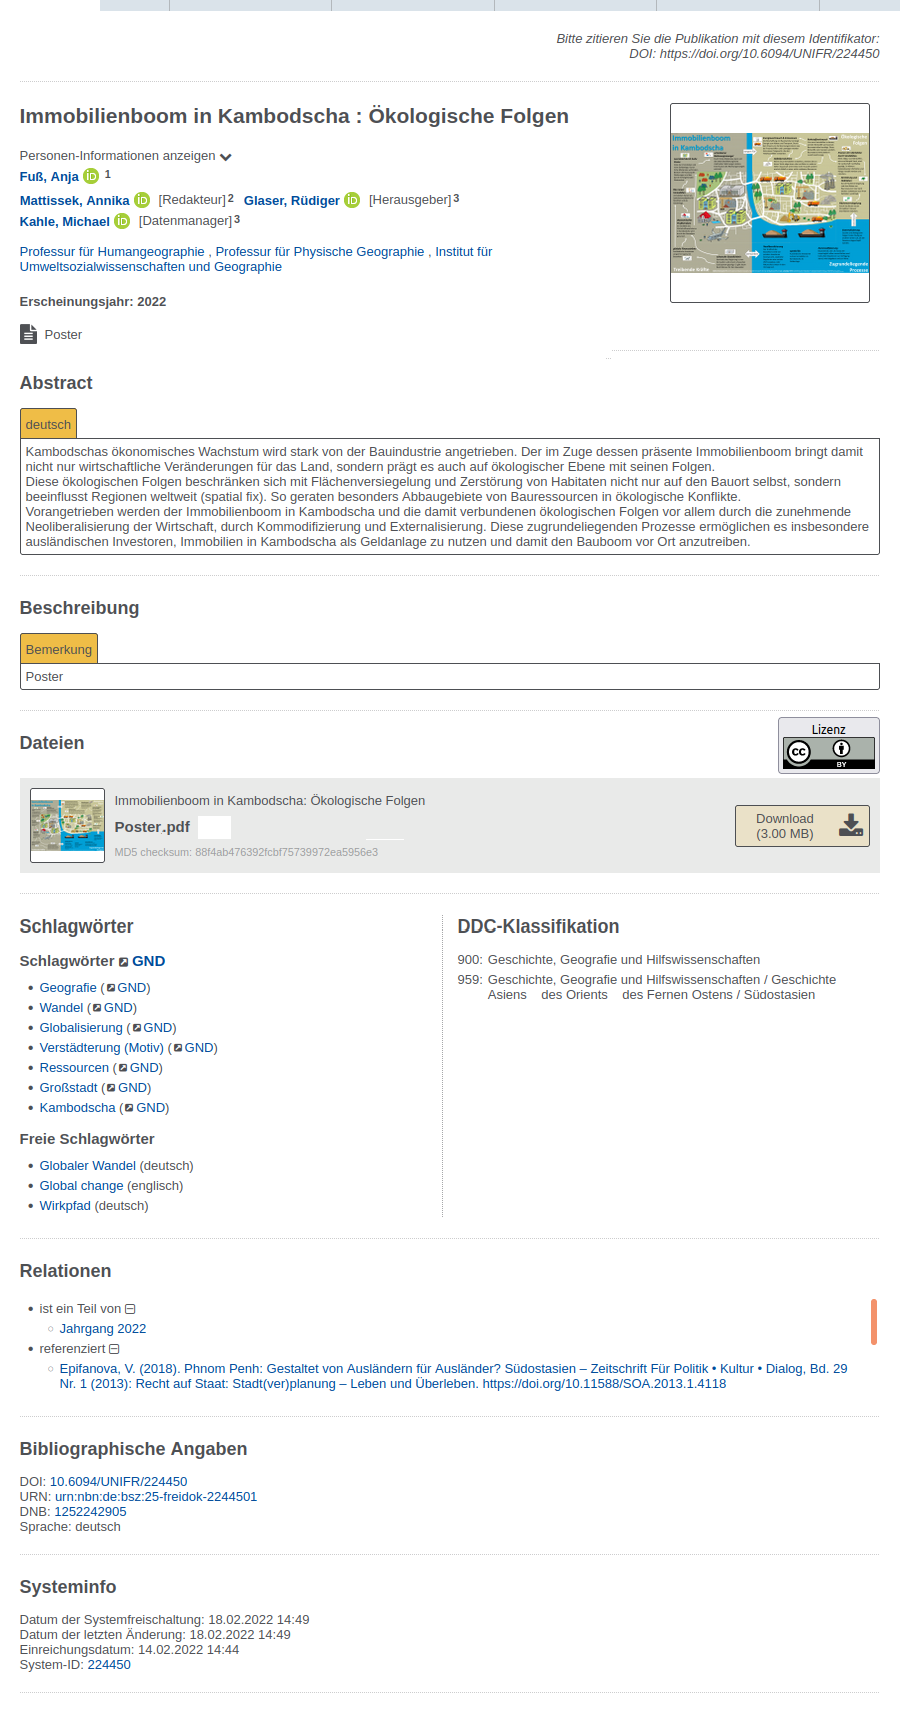 Bitte zitieren Sie die Publikation mit diesem Identifikator:
DOI: https://doi.org/10.6094/UNIFR/224450
Immobilienboom in Kambodscha : Ökologische Folgen
Immobilienboom
in Kambodscha
Ökologische
Folgen
Treibende Kräfte
Zugrundeliegende
Prozesse
Personen-Informationen anzeigen
Fuß, Anja iD 1
Mattissek, Annika iD [Redakteur] 2 Glaser, Rüdiger iD [Herausgeber] 3
Kahle, Michael iD [Datenmanager] 3
Professur für Humangeographie , Professur für Physische Geographie , Institut für
Umweltsozialwissenschaften und Geographie
Erscheinungsjahr: 2022
Poster
Abstract
deutsch
Kambodschas ökonomisches Wachstum wird stark von der Bauindustrie angetrieben. Der im Zuge dessen präsente Immobilienboom bringt damit
nicht nur wirtschaftliche Veränderungen für das Land, sondern prägt es auch auf ökologischer Ebene mit seinen Folgen.
Diese ökologischen Folgen beschränken sich mit Flächenversiegelung und Zerstörung von Habitaten nicht nur auf den Bauort selbst, sondern
beeinflusst Regionen weltweit (spatial fix). So geraten besonders Abbaugebiete von Bauressourcen in ökologische Konflikte.
Vorangetrieben werden der Immobilienboom in Kambodscha und die damit verbundenen ökologischen Folgen vor allem durch die zunehmende
Neoliberalisierung der Wirtschaft, durch Kommodifizierung und Externalisierung. Diese zugrundeliegenden Prozesse ermöglichen es insbesondere
ausländischen Investoren, Immobilien in Kambodscha als Geldanlage zu nutzen und damit den Bauboom vor Ort anzutreiben.
Beschreibung
Bemerkung
Poster
Dateien
Lizenz
cc
BY
Immobilienboom in Kambodscha: Ökologische Folgen
Poster.pdf
MD5 checksum: 88f4ab476392fcbf75739972ea5956e3
Download
(3.00 MB)
Schlagwörter
Schlagwörter GND
• Geografie (GND)
• Wandel (GND)
• Globalisierung (GND)
• Verstädterung (Motiv) (GND)
• Ressourcen (GND)
• Großstadt (GND)
• Kambodscha (GND)
Freie Schlagwörter
• Globaler Wandel (deutsch)
• Global change (englisch)
• Wirkpfad (deutsch)
DDC-Klassifikation
900: Geschichte, Geografie und Hilfswissenschaften
959: Geschichte, Geografie und Hilfswissenschaften / Geschichte
Asiens des Orients des Fernen Ostens / Südostasien
Relationen
• ist ein Teil von
Jahrgang 2022
• referenziert
Epifanova, V. (2018). Phnom Penh: Gestaltet von Ausländern für Ausländer? Südostasien – Zeitschrift Für Politik • Kultur • Dialog, Bd. 29
Nr. 1 (2013): Recht auf Staat: Stadt(ver)planung – Leben und Überleben. https://doi.org/10.11588/SOA.2013.1.4118
Bibliographische Angaben
DOI: 10.6094/UNIFR/224450
URN: urn:nbn:de:bsz:25-freidok-2244501
DNB: 1252242905
Sprache: deutsch
Systeminfo
Datum der Systemfreischaltung: 18.02.2022 14:49
Datum der letzten Änderung: 18.02.2022 14:49
Einreichungsdatum: 14.02.2022 14:44
System-ID: 224450